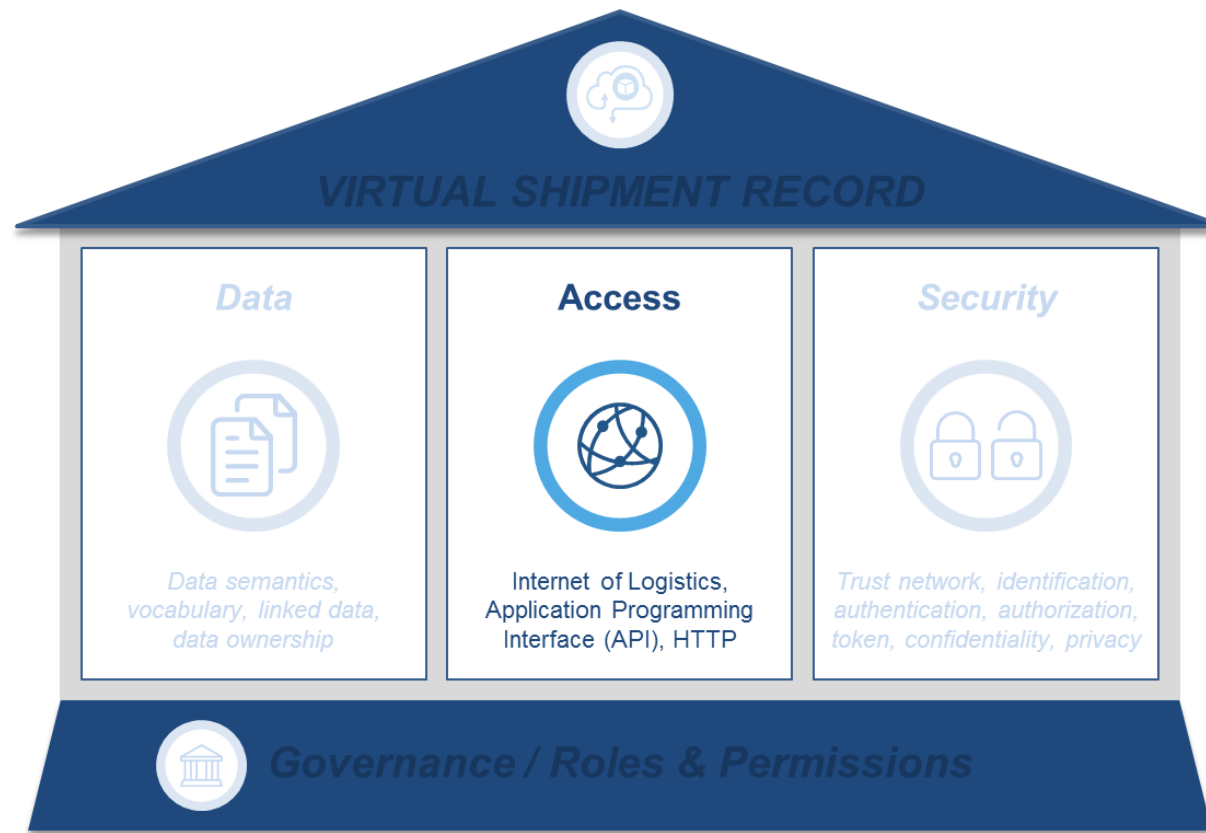 VIRTUAL SHIPMENT RECORD
Data
Data semantics,
vocabulary, linked data,
data ownership
Access
Internet of Logistics,
Application Programming
Interface (API), HTTP
Security
Trust network, identification,
authentication, authorization,
token, confidentiality, privacy
Governance / Roles & Permissions